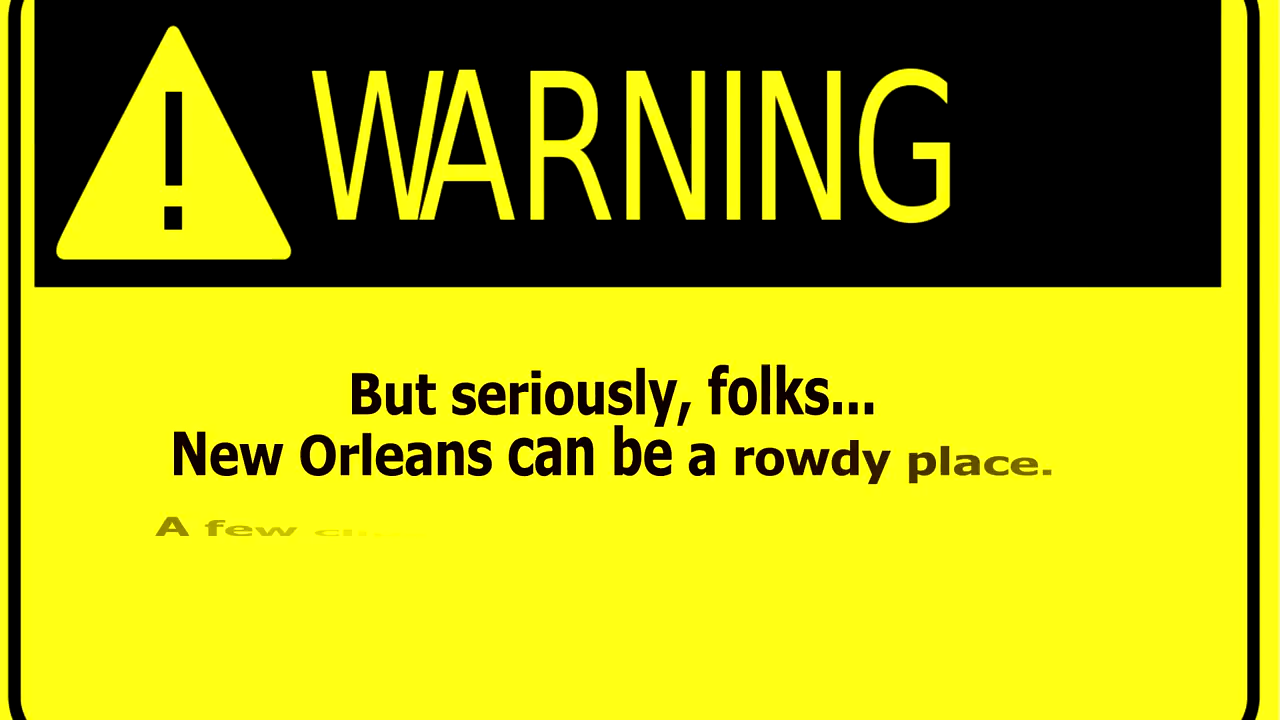 WARNING
But seriously, folks...
New Orleans can be a rowdy place.
A few